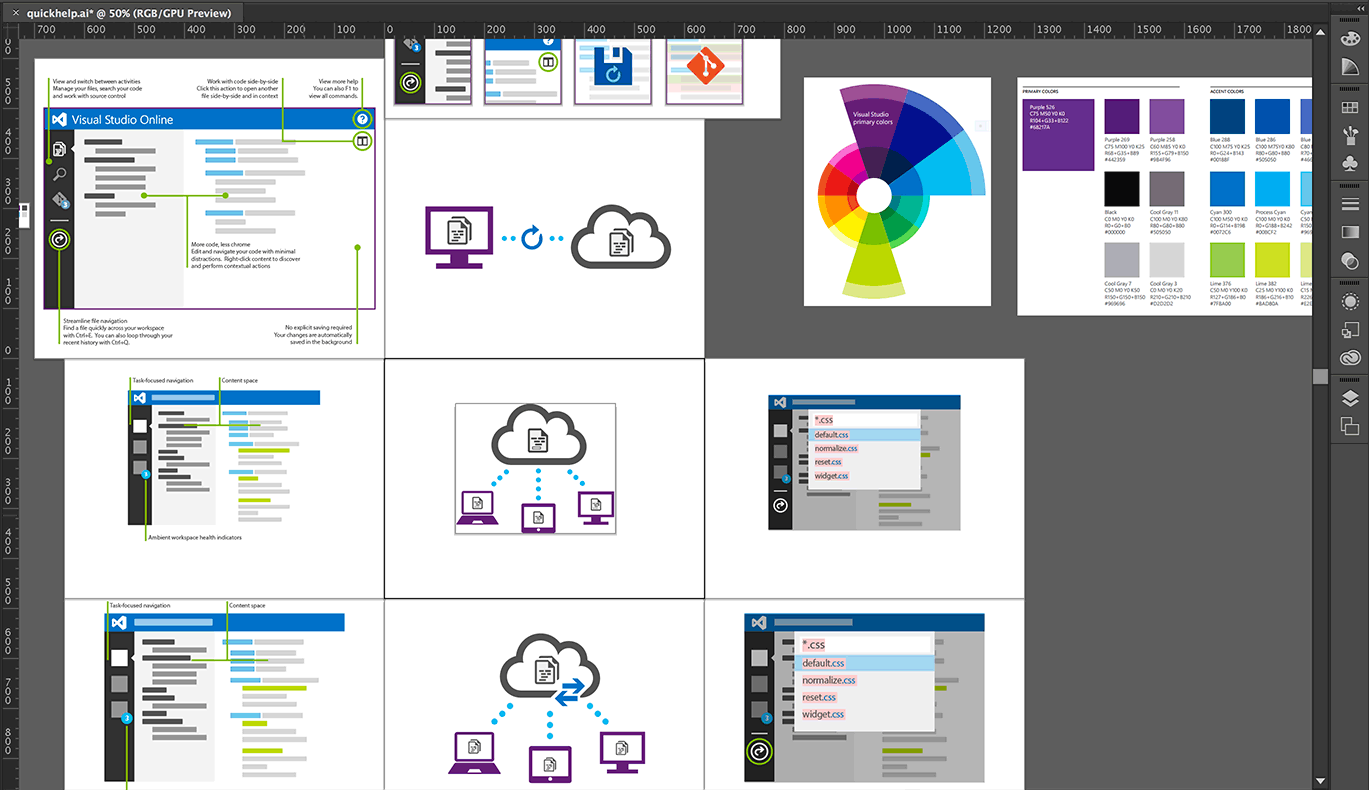 × quickhelp.ai* @ 50% (RGB/GPU Preview)
700 600 500 400 300 200 100 0 100 200 300 400 500 600 700 800 900 1000 1100 1200 1300 1400 1500 1600 1700 1800
View and switch between activities
Manage your files, search your code
and work with source control
Work with code side-by-side
Click this action to open another
file side-by-side and in context
View more help
You can also F1 to
view all commands.
Visual Studio Online
?
3
More code, less chrome
Edit and navigate your code with minimal
distractions. Right-click content to discover
and perform contextual actions
Streamline file navigation
Find a file quickly across your workspace
with Ctrl+E. You can also loop through your
recent history with Ctrl+Q.
No explicit saving required
Your changes are automatically
saved in the background
3
?
Visual Studio
primary colors
PRIMARY COLORS
ACCENT COLORS
Purple 526
C75 M50 Y0 K0
R104+G33+B122
#68217A
Purple 269
C75 M100 Y0 K25
R68+G35+B89
#442359
Purple 258
C60 M85 Y0 K0
R155+G79+B150
#9B4F96
Blue 288
C100 M75 Y0 K25
R0+G24+B143
#00188F
Blue 286
C100 M75 Y0 K0
Black
C0 M0 Y0 K0
R0+G0+B0
#000000
Cool Gray 11
C100 M0 Y0 K80
R80+G80+B80
#505050
Cyan 300
C100 M50 Y0 K0
R0+G114+B198
#0072C6
Process Cyan
C100 M0 Y0 K0
R0+G188+B242
#00BCF2
Cool Gray 7
C50 M0 Y0 K50
R150+G150+B150
#969696
Cool Gray 3
C0 M0 Y0 K20
R210+G210+B210
#D2D2D2
Lime 376
C50 M0 Y100 K0
R127+G186+B0
#7FBA00
Lime 382
C25 M0 Y100 K0
Task-focused navigation
Content space
3
Ambient workspace health indicators
*.css
default.css
normalize.css
reset.css
widget.css
3
Task-focused navigation
Content space
3
*.css
default.css
normalize.css
reset.css
widget.css
3